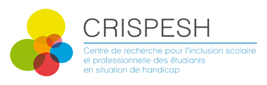 CRISPESH
Centre de recherche pour l'inclusion scolaire
et professionnelle des étudiants
en situation de handicap